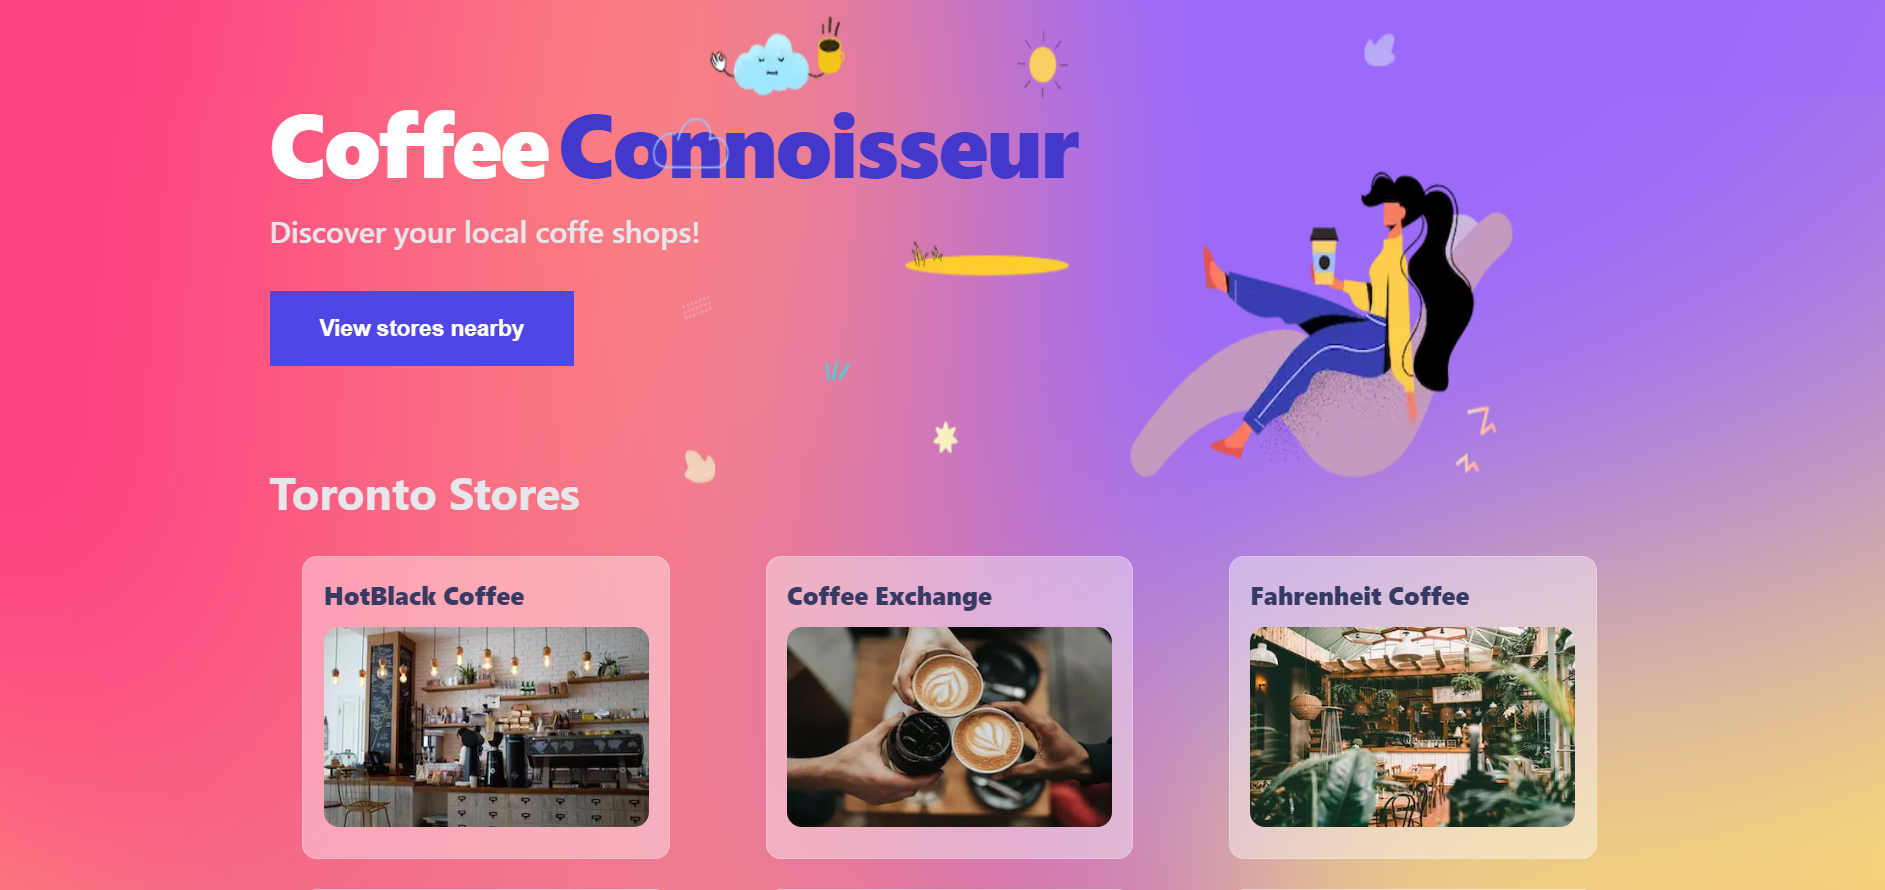 Coffee Connoisseur
Discover your local coffe shops!
View stores nearby
Toronto Stores
HotBlack Coffee
Coffee Exchange
Fahrenheit Coffee